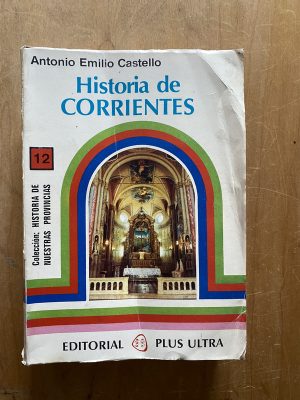 Antonio Emilio Castello
Historia de
CORRIENTES
12
Colección: HISTORIA DE
NUESTRAS PROVINCIAS
EDITORIAL PLUS ULTRA